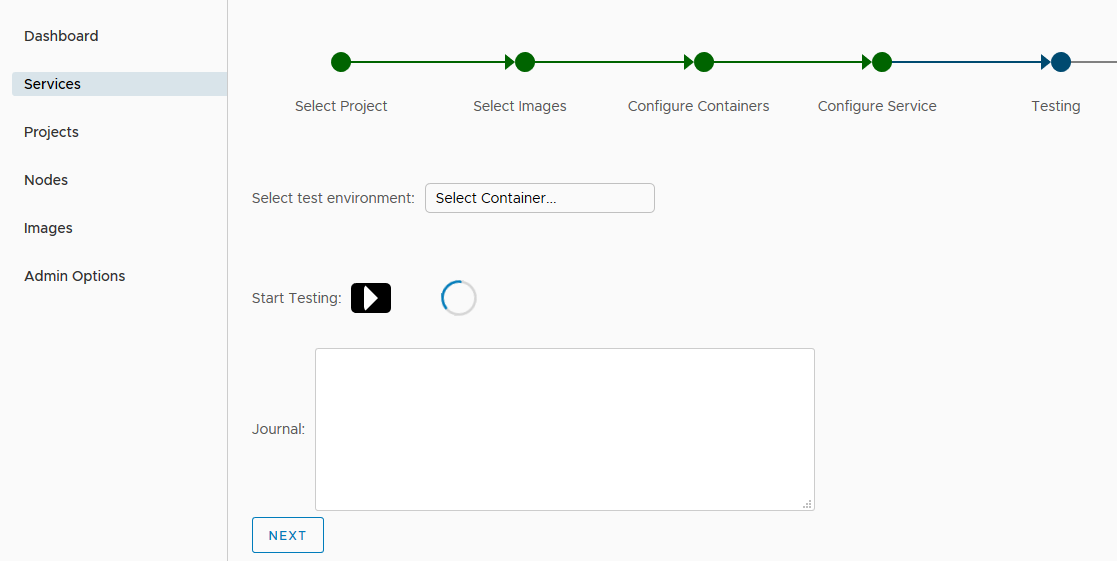 Dashboard
Services
Projects
Nodes
Images
Admin Options
Select Project
Select Images
Configure Containers
Configure Service
Testing
Select test environment: Select Container...
Start Testing:
Journal:
NEXT